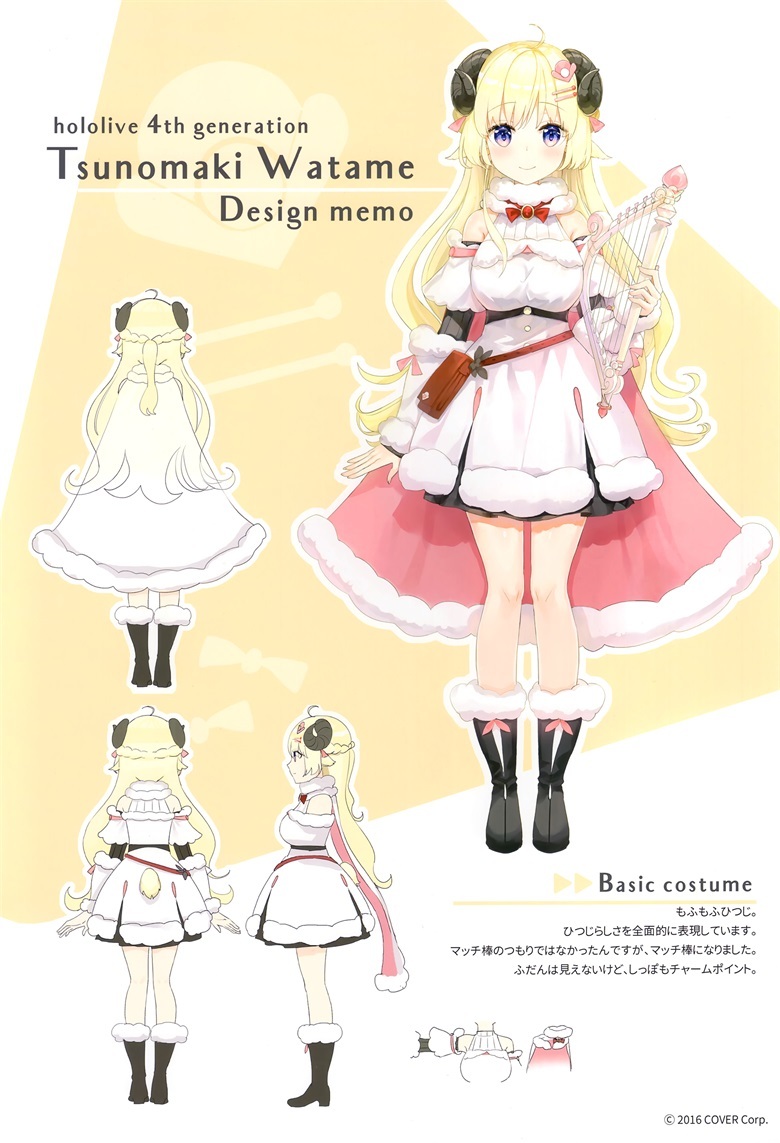 hololive 4th generation
Tsunomaki Watame
Design memo
Basic costume
もふもふひつじ。
ひつじらしさを全面的に表現しています。
マッチ棒のつもりではなかったんですが、マッチ棒になりました。
ふだんは見えないけど、しっぽもチャームポイント。
© 2016 COVER Corp.